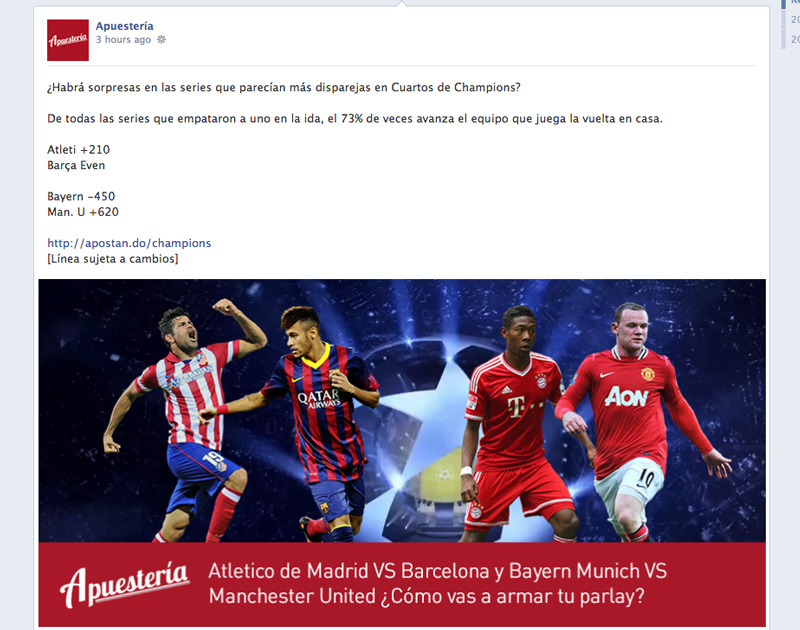 Apuestería
Apuestería
3 hours ago
¿Habrá sorpresas en las series que parecían más disparejas en Cuartos de Champions?
De todas las series que empataron a uno en la ida, el 73% de veces avanza el equipo que juega la vuelta en casa.
Atleti +210
Barça Even
Bayern -450
Man. U +620
http://apostan.do/champions
[Línea sujeta a cambios]
QATAR
AIRWAYS
T
AON
19
10
Apuestería
Atletico de Madrid VS Barcelona y Bayern Munich VS
Manchester United ¿Cómo vas a armar tu parlay?